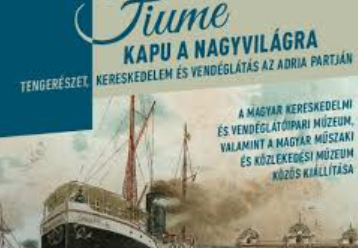 Fiume
KAPU A NAGYVILÁGRA
TENGERÉSZET, KERESKEDELEM ÉS VENDÉGLÁTÁS AZ ADRIA PARTJÁN
A MAGYAR KERESKEDELMI
ÉS VENDÉGLÁTÓIPARI MÚZEUM,
VALAMINT A MAGYAR MŰSZAKI
ÉS KÖZLEKEDÉSI MÚZEUM
KÖZÖS KIÁLLÍTÁSA